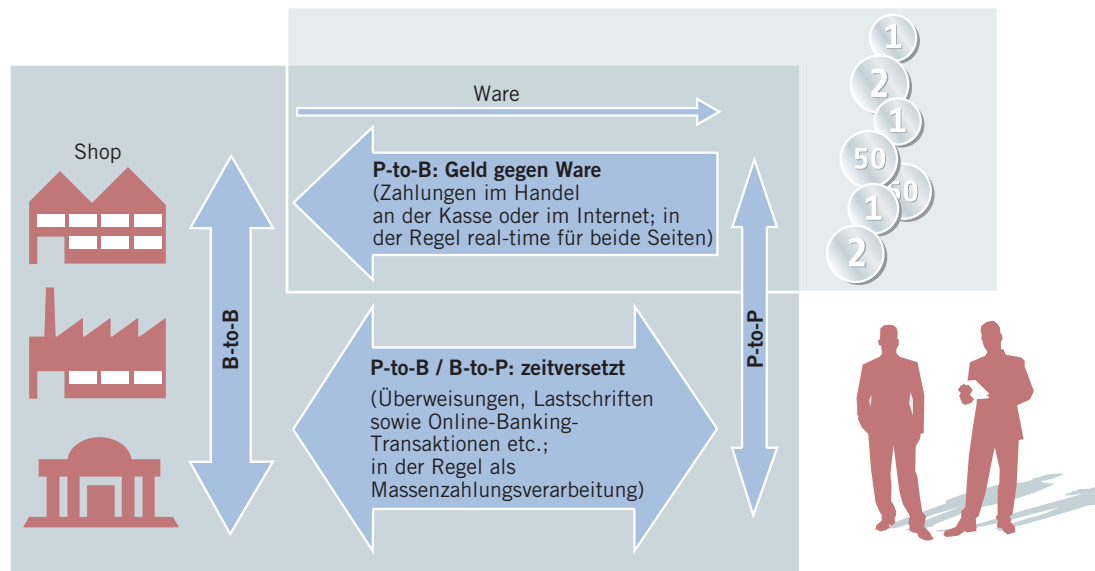 Ware
Shop
P-to-B: Geld gegen Ware
(Zahlungen im Handel
an der Kasse oder im Internet; in
der Regel real-time für beide Seiten)
B-to-B
P-to-P
P-to-B / B-to-P: zeitversetzt
(Überweisungen, Lastschriften
sowie Online-Banking-
Transaktionen etc.;
in der Regel als
Massenzahlungsverarbeitung)
1
2
1
50
50
1
2